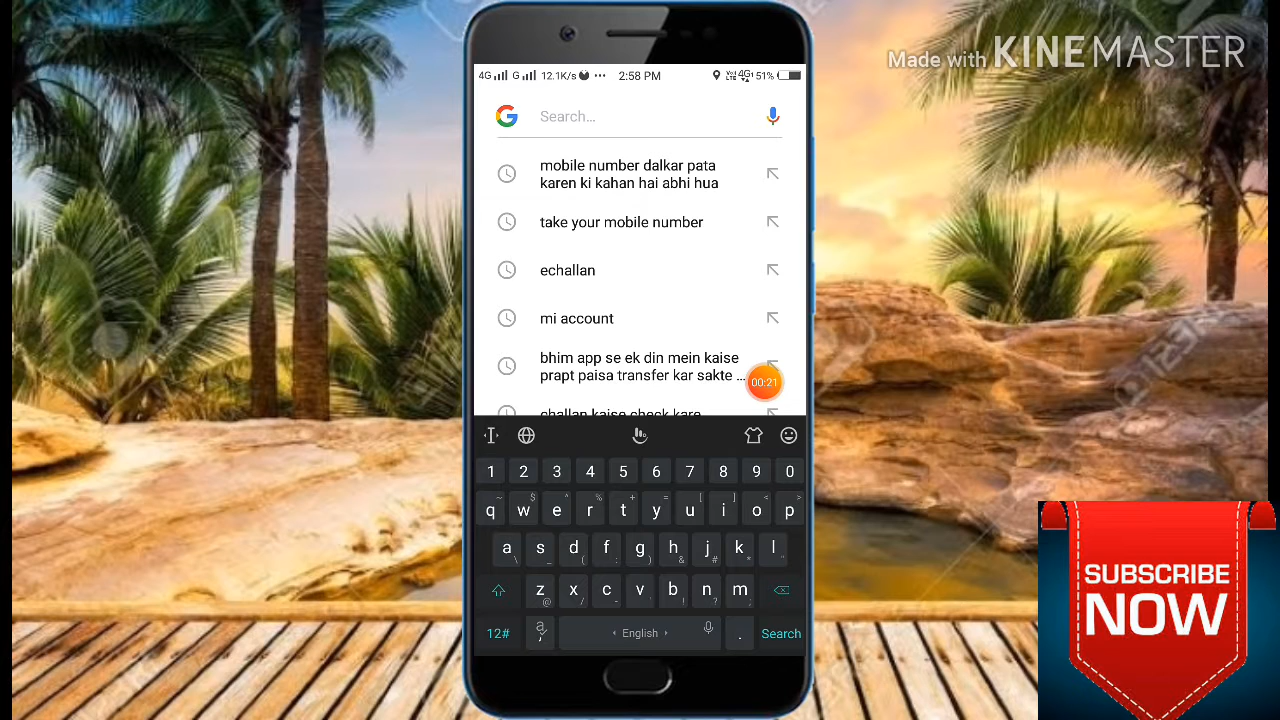 Made with KINEMASTER
4G G 12.1K/s ... 2:58 PM 4G 51%
G Search...
mobile number dalkar pata
karen ki kahan hai abhi hua
take your mobile number
echallan
mi account
bhim app se ek din mein kaise
prapt paisa transfer kar sakte ...
00:21
challan kaise check kare
1 2 3 4 5 6 7 8 9 0
~ $ ^ % + = [ ] < >
q w e r t y u i o p
a s d f g h j k l
\ _ ( : ) & # * "
z x c v b n m
@ / - ! ? ,
12# English . Search
SUBSCRIBE
NOW
123RF